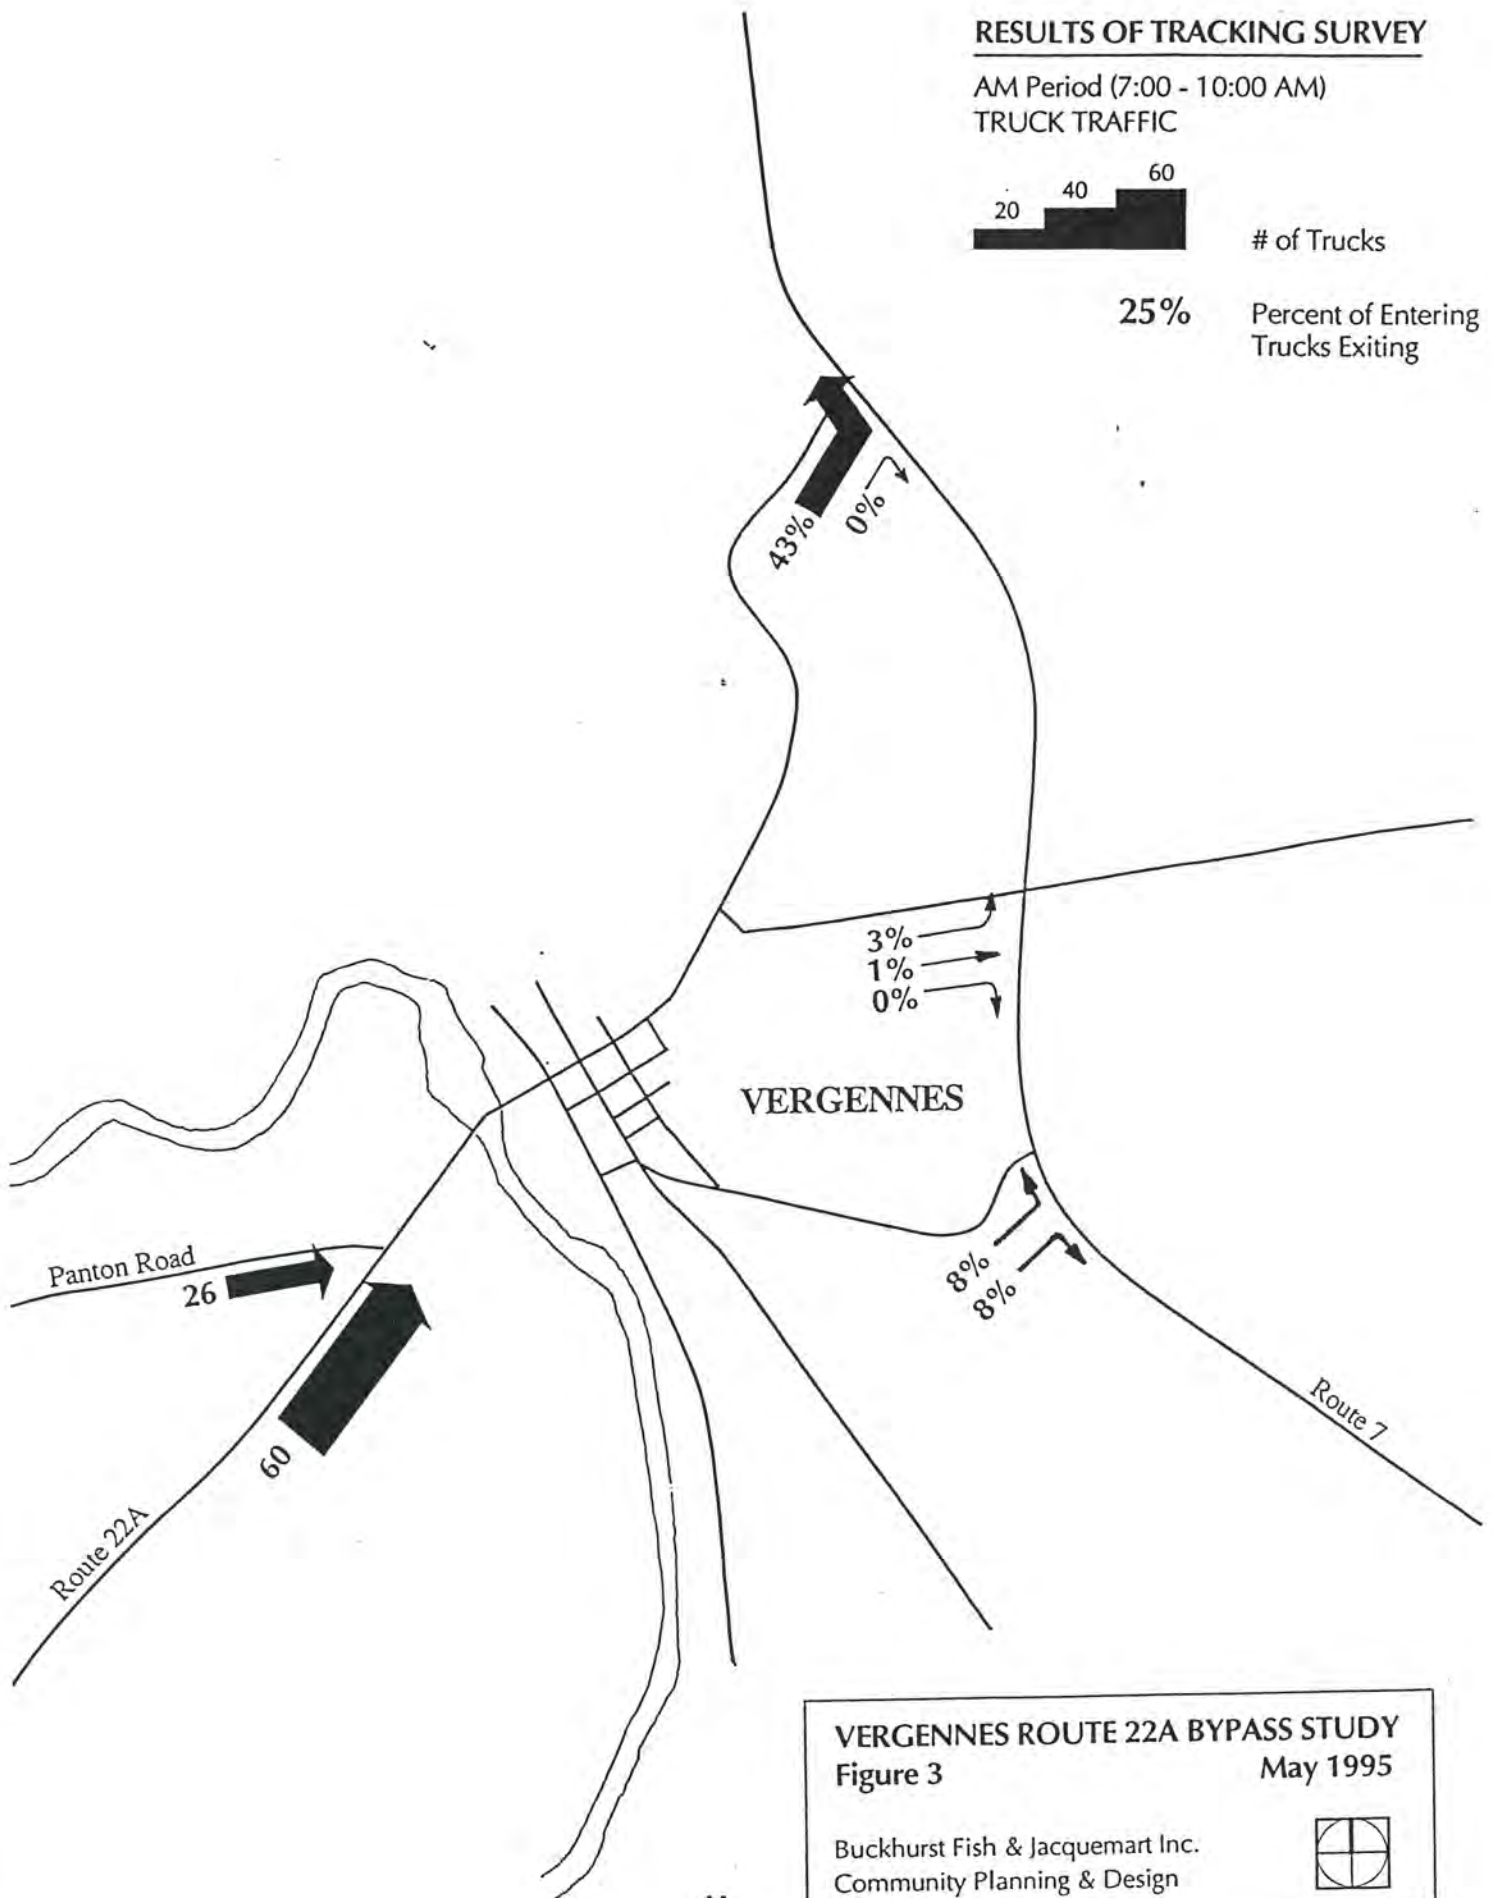 RESULTS OF TRACKING SURVEY
AM Period (7:00 - 10:00 AM)
TRUCK TRAFFIC
20 40 60
# of Trucks
25% Percent of Entering
Trucks Exiting
43%
0%
3%
1%
0%
VERGENNES
Panton Road
26
8%
8%
60
Route 7
Route 22A
VERGENNES ROUTE 22A BYPASS STUDY
Figure 3 May 1995
Buckhurst Fish & Jacquemart Inc.
Community Planning & Design